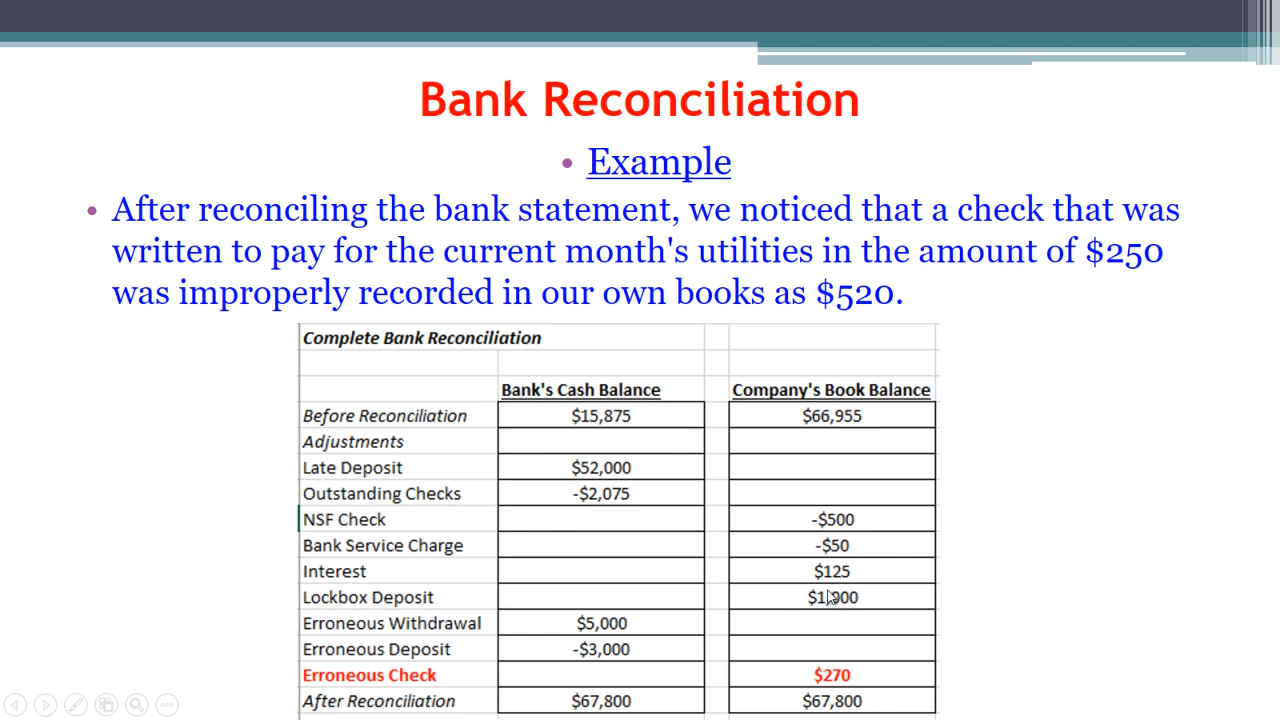 Bank Reconciliation
• Example
• After reconciling the bank statement, we noticed that a check that was
written to pay for the current month's utilities in the amount of $250
was improperly recorded in our own books as $520.
Complete Bank Reconciliation
Bank's Cash Balance Company's Book Balance
Before Reconciliation $15,875 $66,955
Adjustments
Late Deposit $52,000
Outstanding Checks -$2,075
NSF Check -$500
Bank Service Charge -$50
Interest $125
Lockbox Deposit $1,000
Erroneous Withdrawal $5,000
Erroneous Deposit -$3,000
Erroneous Check $270
After Reconciliation $67,800 $67,800